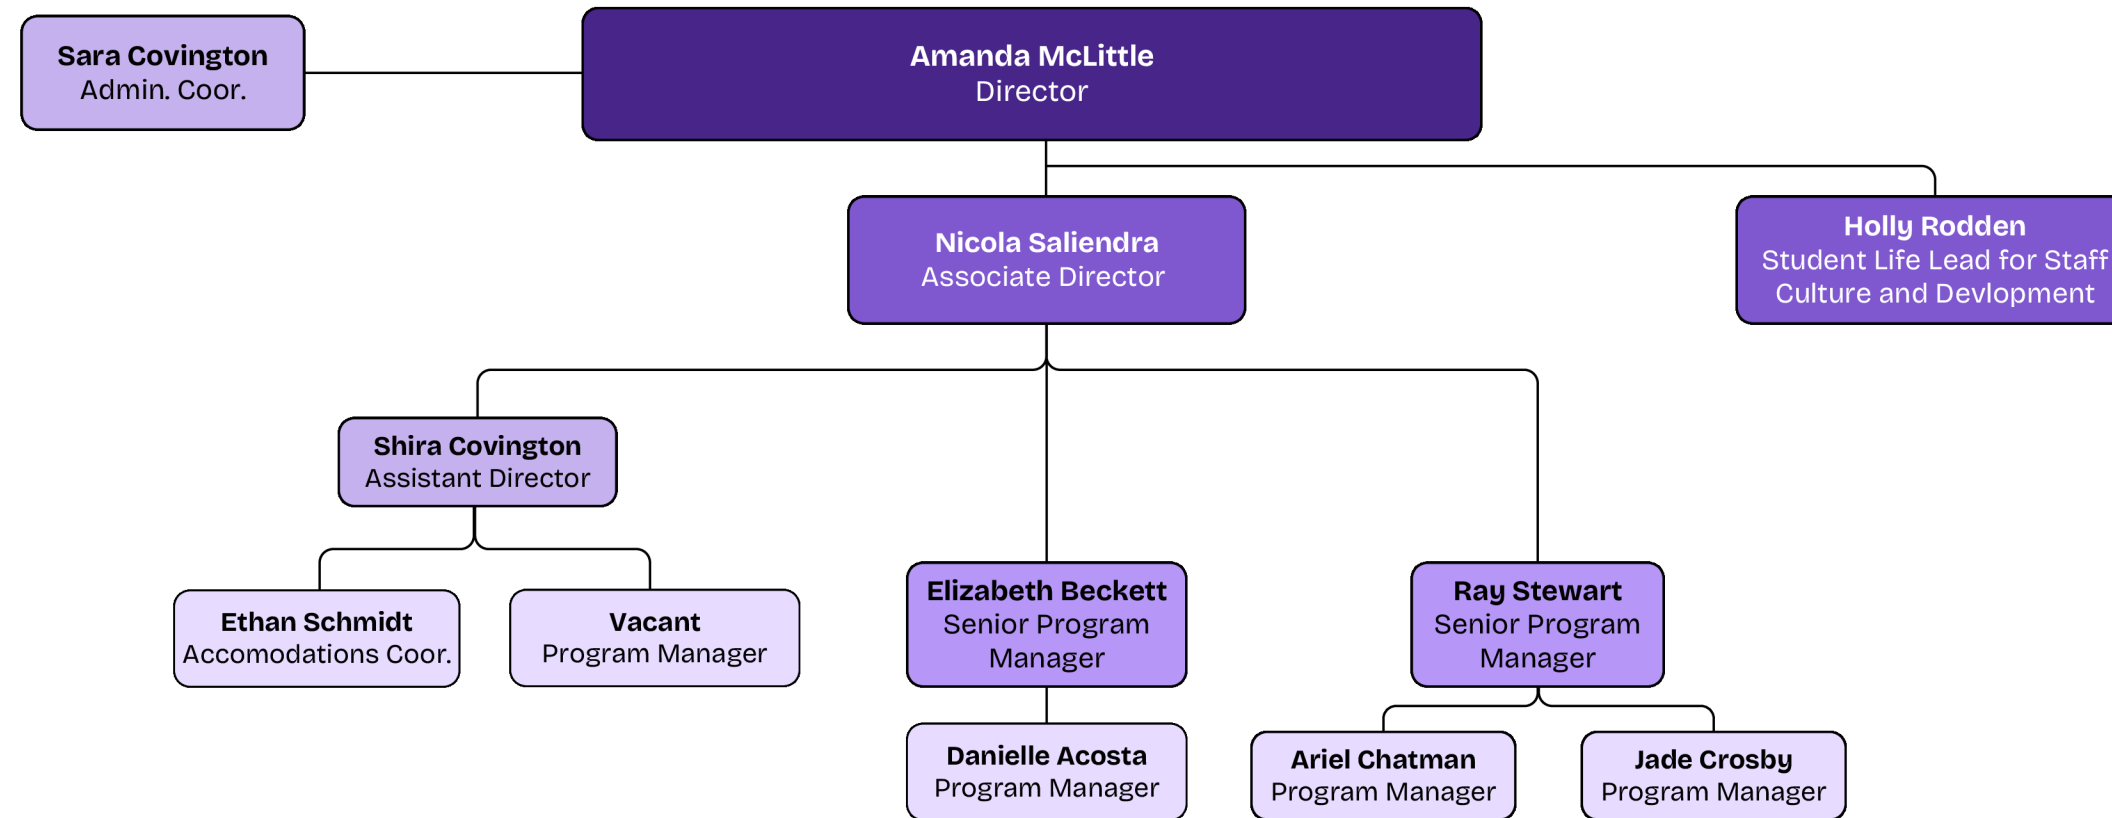 Sara Covington
Admin. Coor.
Amanda McLittle
Director
Nicola Saliendra
Associate Director
Holly Rodden
Student Life Lead for Staff
Culture and Devlopment
Shira Covington
Assistant Director
Ethan Schmidt
Accomodations Coor.
Vacant
Program Manager
Elizabeth Beckett
Senior Program
Manager
Ray Stewart
Senior Program
Manager
Danielle Acosta
Program Manager
Ariel Chatman
Program Manager
Jade Crosby
Program Manager